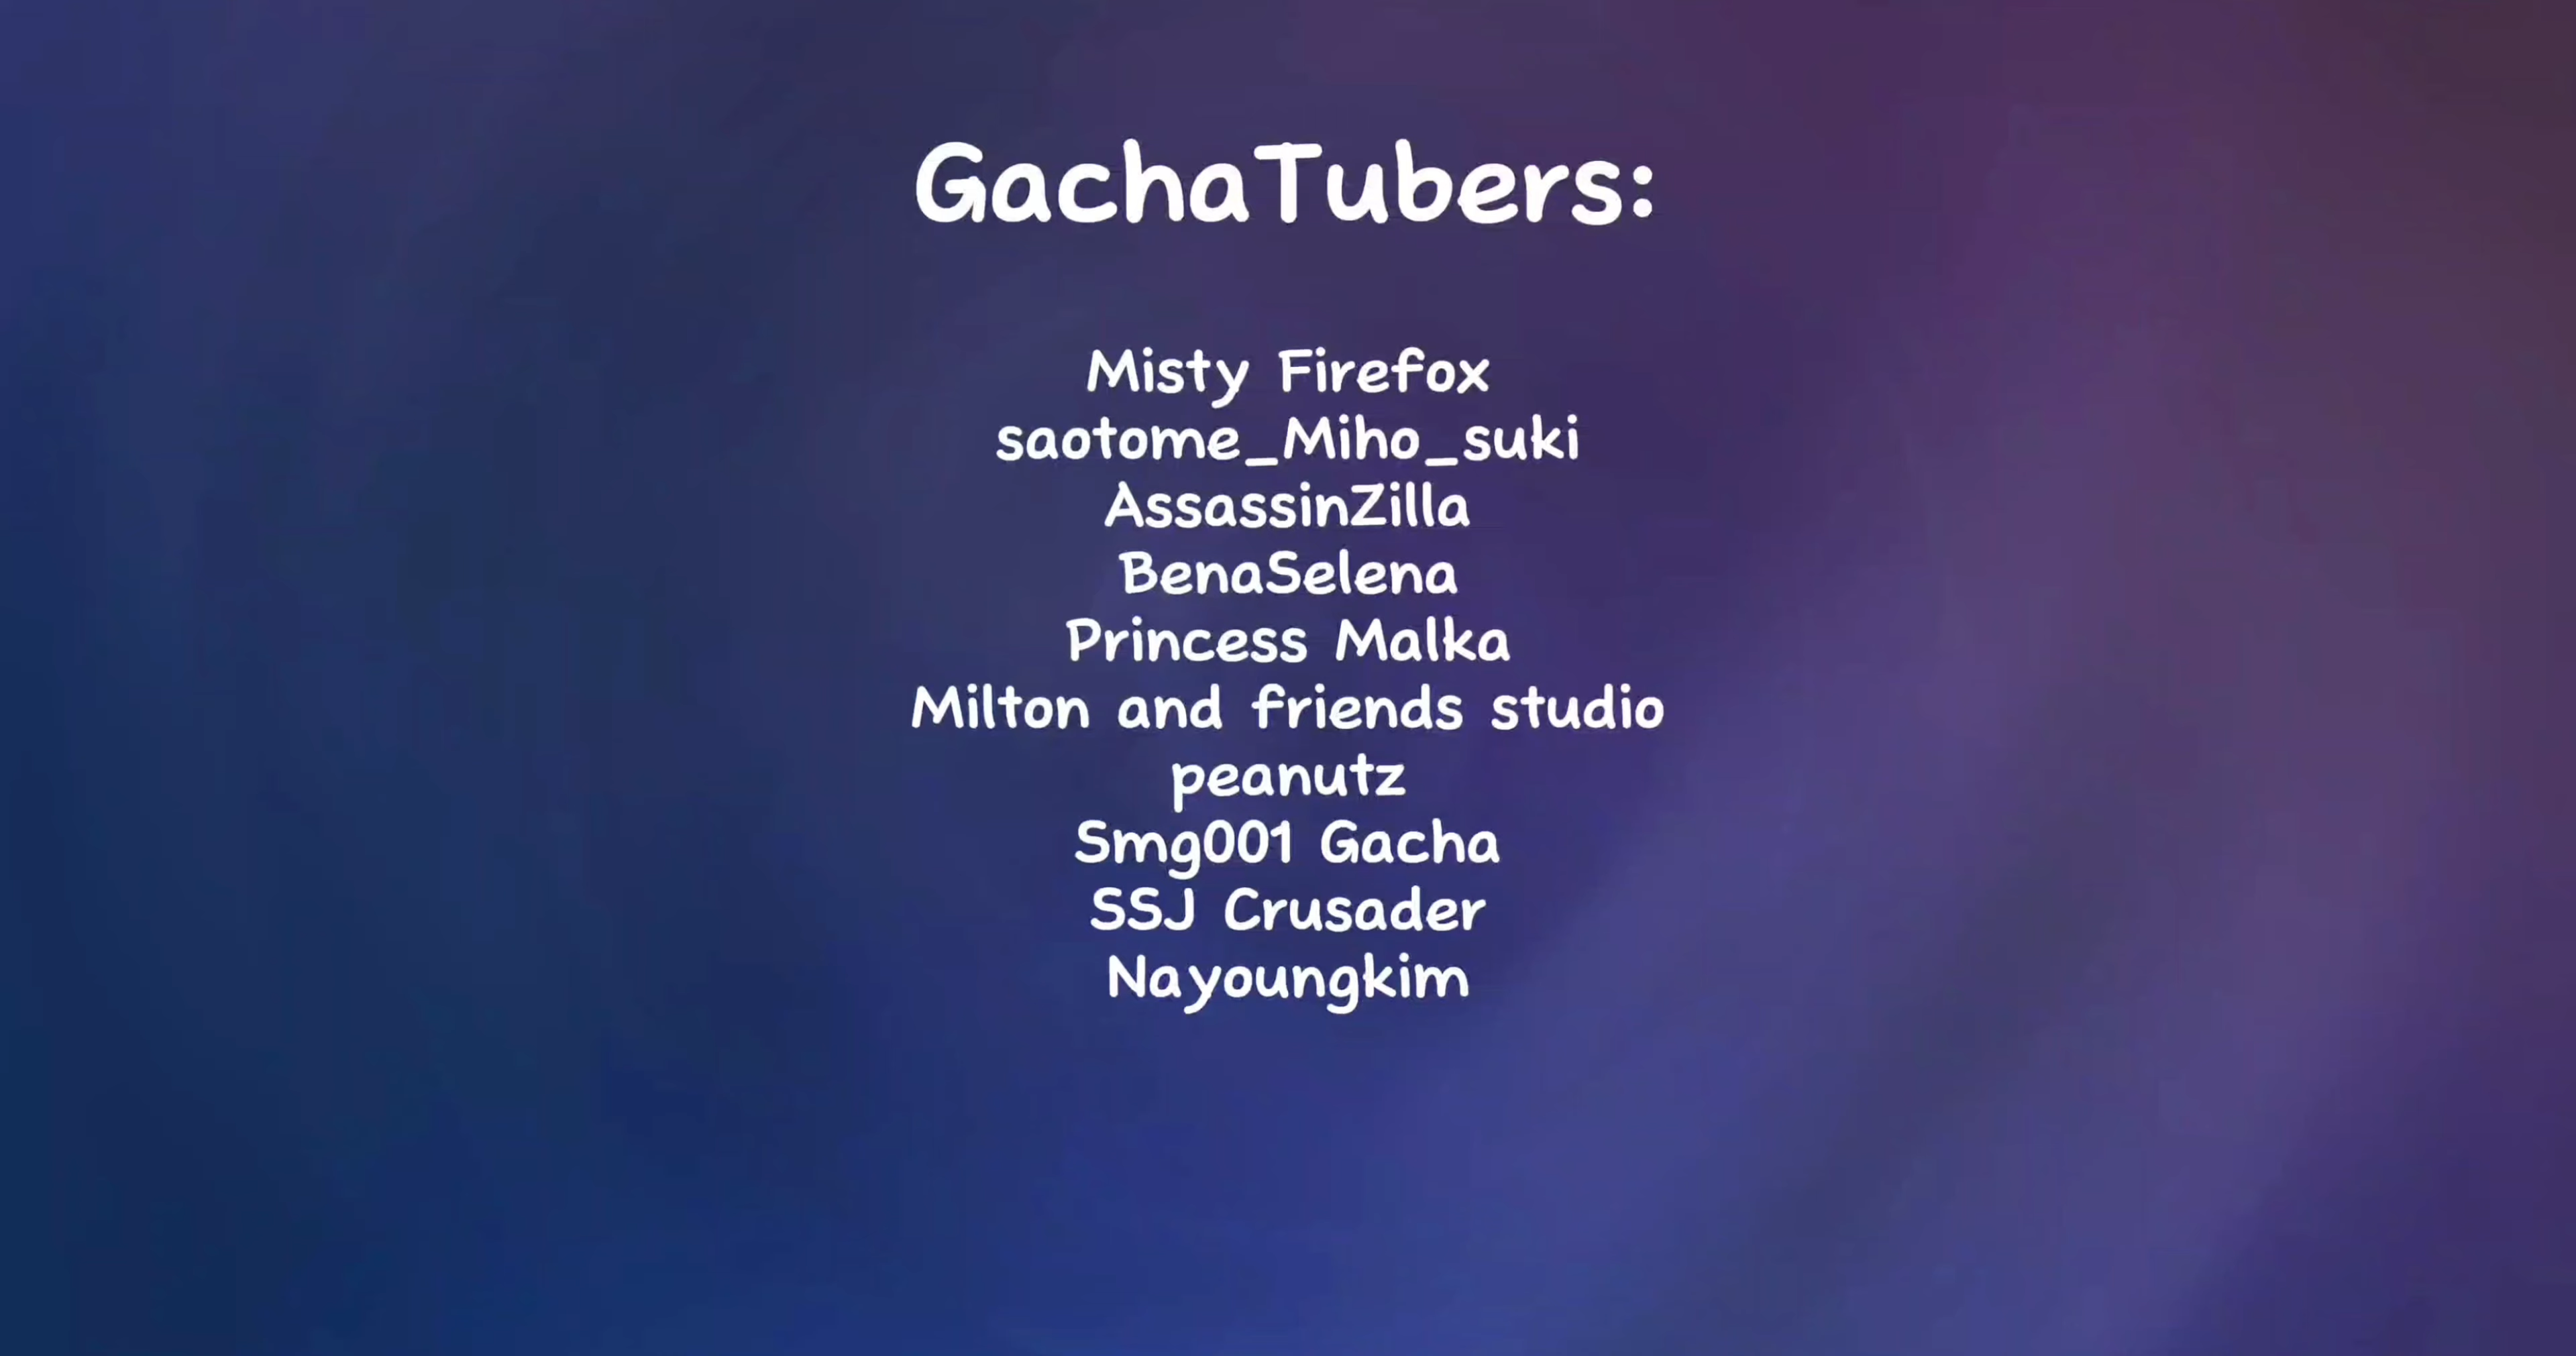 GachaTubers:
Misty Firefox
saotome_Miho_suki
AssassinZilla
BenaSelena
Princess Malka
Milton and friends studio
peanutz
Smg001 Gacha
SSJ Crusader
Nayoungkim